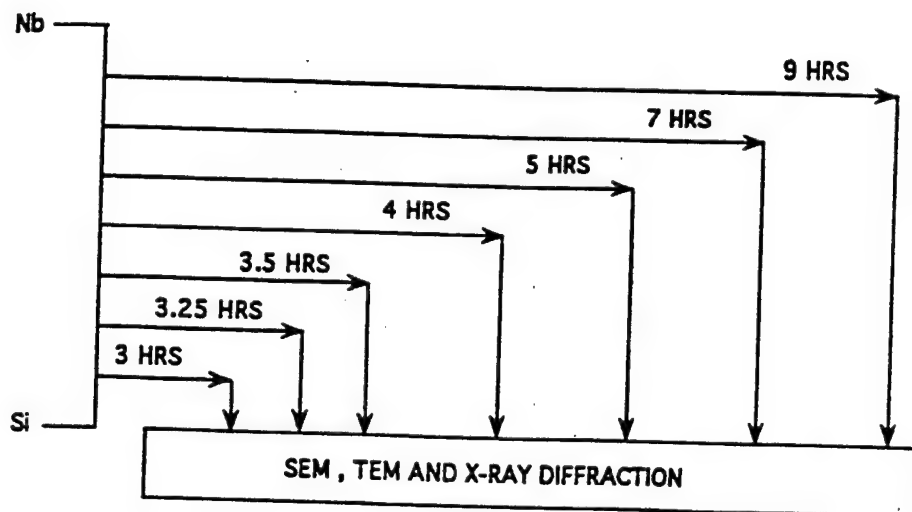 Nb
9 HRS
7 HRS
5 HRS
4 HRS
3.5 HRS
3.25 HRS
3 HRS
Si
SEM , TEM AND X-RAY DIFFRACTION